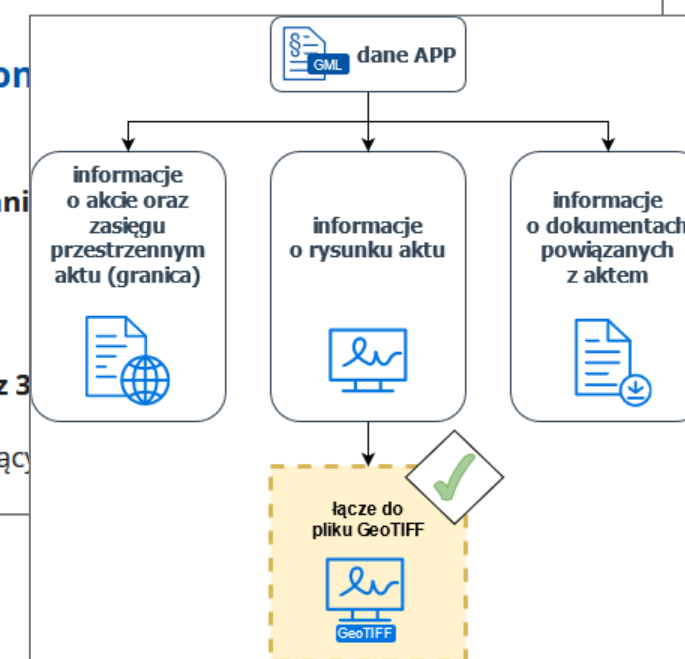 §
GML
dane APP
informacje
o akcie oraz
zasięgu
przestrzennym
aktu (granica)
informacje
o rysunku aktu
informacje
o dokumentach
powiązanych
z aktem
z 3
łącze do
pliku GeoTIFF
GeoTIFF